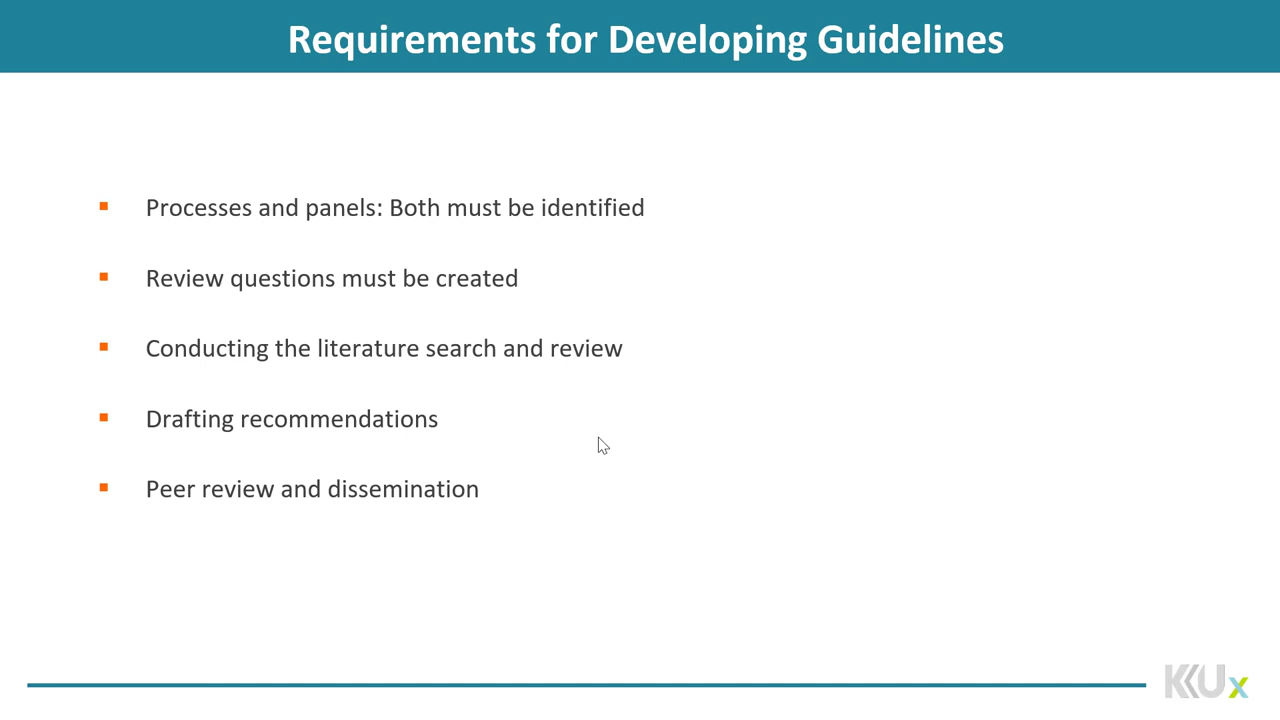 Requirements for Developing Guidelines
Processes and panels: Both must be identified
Review questions must be created
Conducting the literature search and review
Drafting recommendations
Peer review and dissemination
KKUx